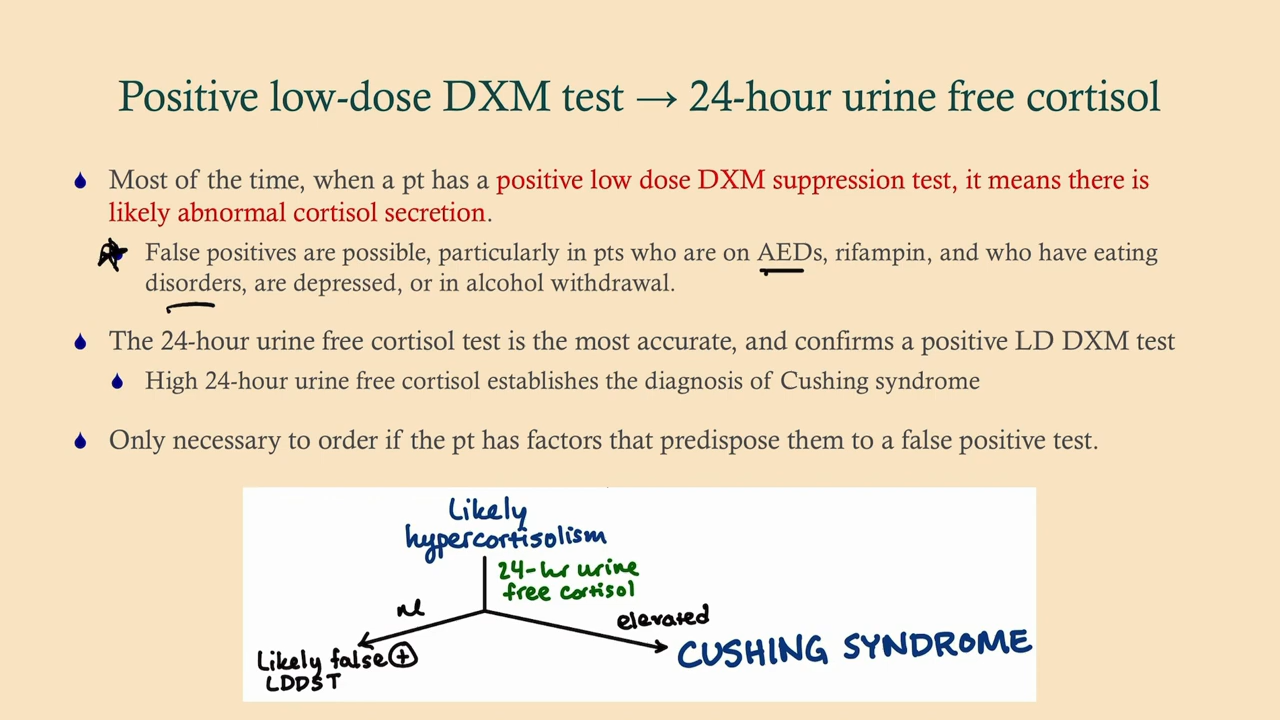 Positive low-dose DXM test → 24-hour urine free cortisol
Most of the time, when a pt has a positive low dose DXM suppression test, it means there is
likely abnormal cortisol secretion.
False positives are possible, particularly in pts who are on AEDs, rifampin, and who have eating
disorders, are depressed, or in alcohol withdrawal.
The 24-hour urine free cortisol test is the most accurate, and confirms a positive LD DXM test
High 24-hour urine free cortisol establishes the diagnosis of Cushing syndrome
Only necessary to order if the pt has factors that predispose them to a false positive test.
Likely
hypercortisolism
24-hr urine
free cortisol
nl
elevated
CUSHING SYNDROME
Likely false +
LDDST